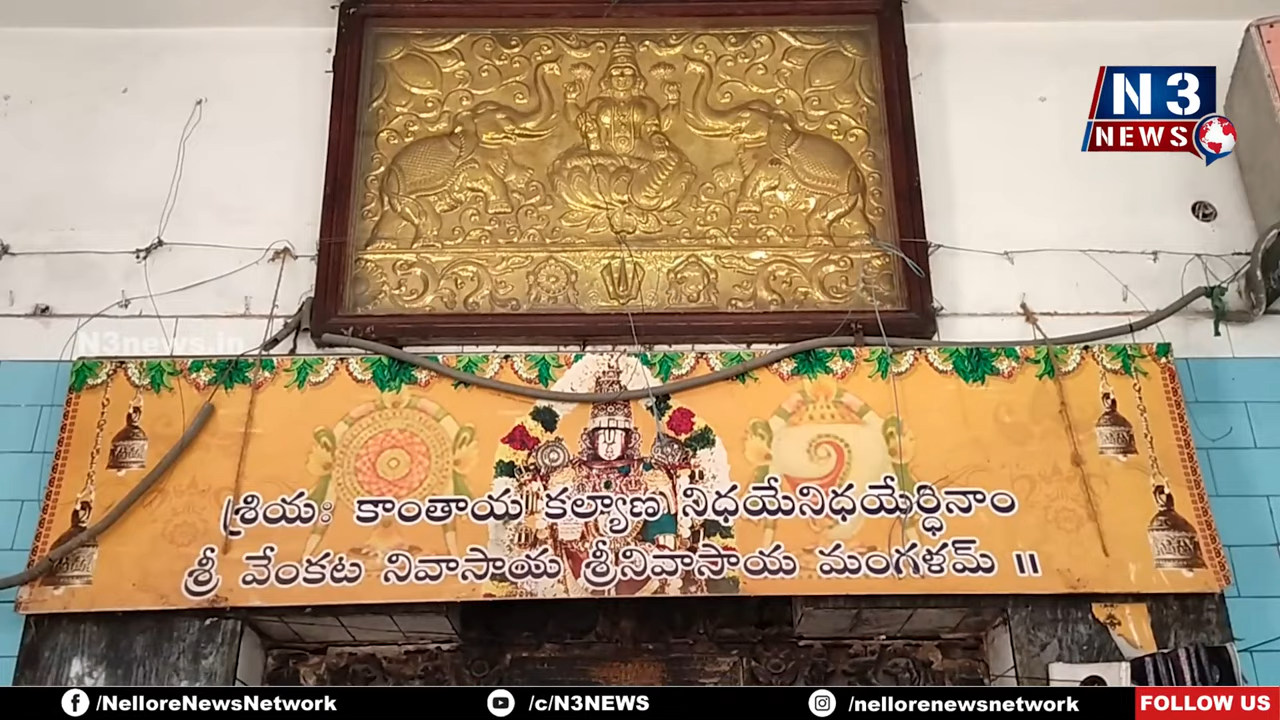 N3
NEWS
N3news.in
శ్రియః కాంతాయ కల్యాణ నిధయేనిధయేర్థినాం
శ్రీ వేంకట నివాసాయ శ్రీనివాసాయ మంగళమ్ ॥
/NelloreNewsNetwork
/c/N3NEWS
/nellorenewsnetwork
FOLLOW US